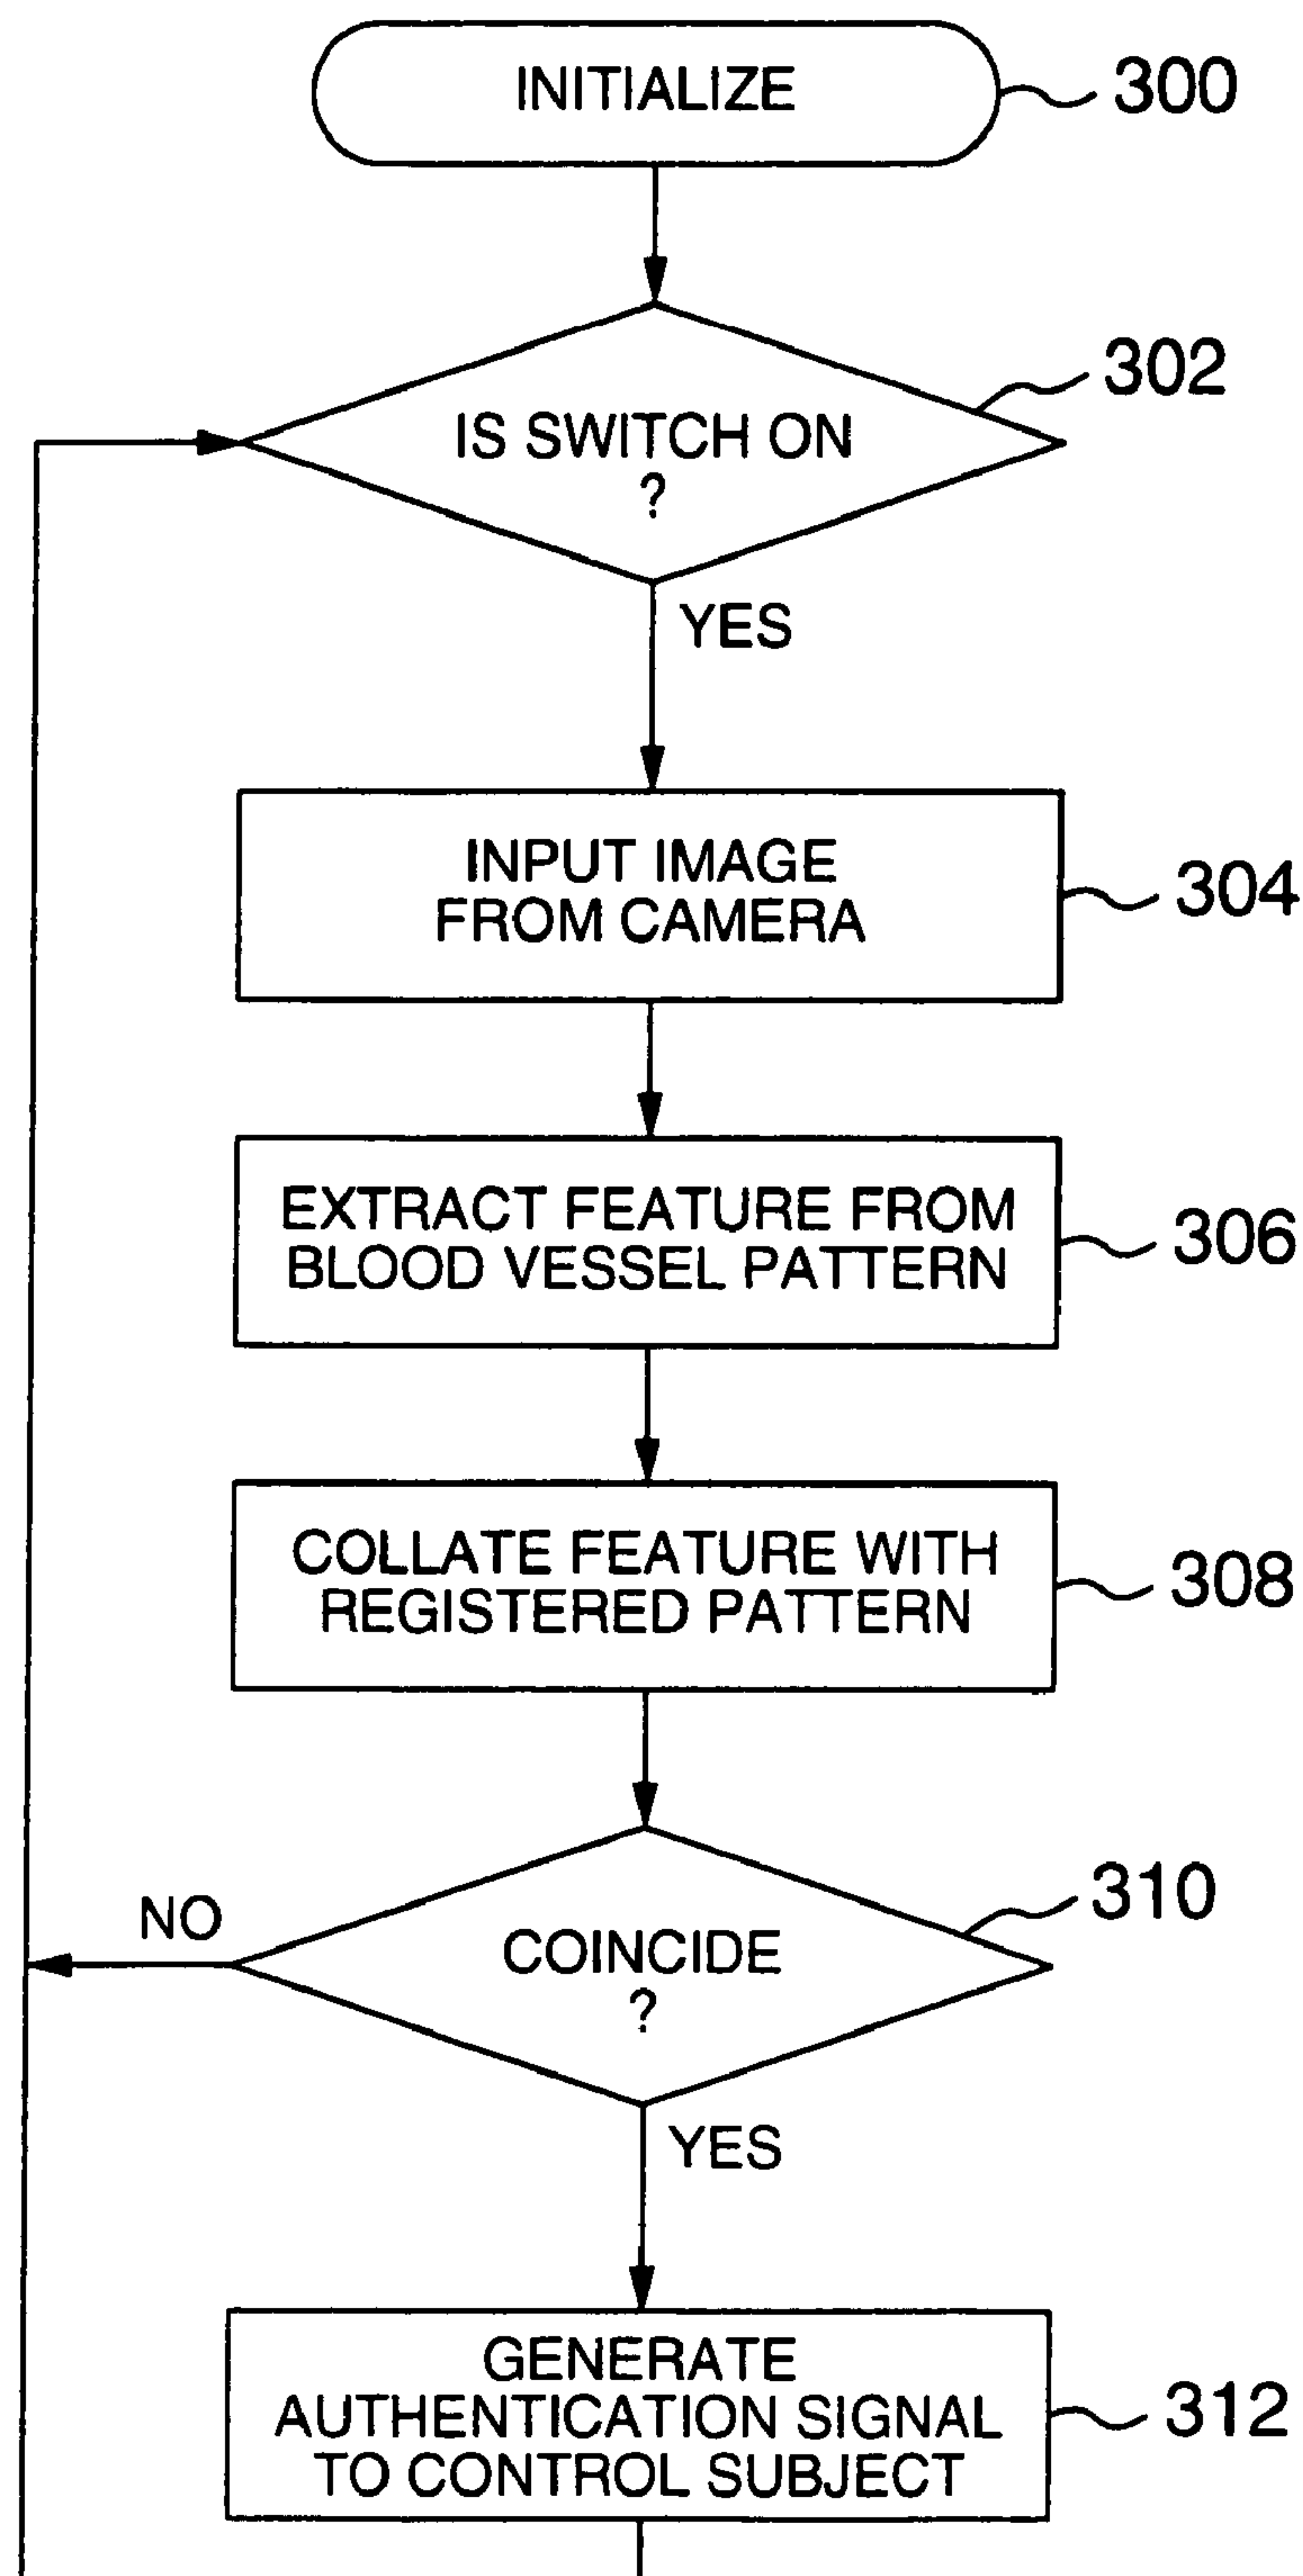 INITIALIZE
300
302
IS SWITCH ON
?
YES
INPUT IMAGE
FROM CAMERA
304
EXTRACT FEATURE FROM
BLOOD VESSEL PATTERN
306
COLLATE FEATURE WITH
REGISTERED PATTERN
308
310
NO
COINCIDE
?
YES
GENERATE
AUTHENTICATION SIGNAL
TO CONTROL SUBJECT
312